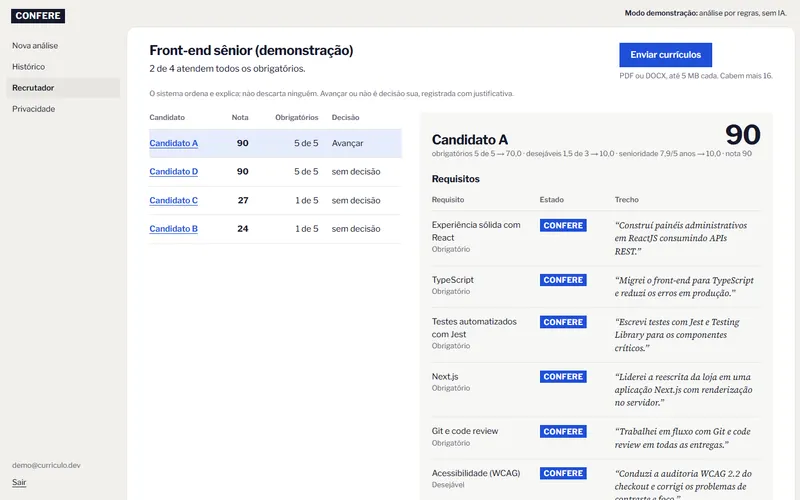 CONFERE
Modo demonstração: análise por regras, sem IA.
Nova análise
Histórico
Recrutador
Privacidade
demo@curriculo.dev
Sair
Front-end sênior (demonstração)
2 de 4 atendem todos os obrigatórios.
Enviar currículos
PDF ou DOCX, até 5 MB cada. Cabem mais 16.
O sistema ordena e explica; não descarta ninguém. Avançar ou não é decisão sua, registrada com justificativa.
Candidato Nota Obrigatórios Decisão
Candidato A 90 5 de 5 Avançar
Candidato D 90 5 de 5 sem decisão
Candidato C 27 1 de 5 sem decisão
Candidato B 24 1 de 5 sem decisão
Candidato A 90
obrigatórios 5 de 5 → 70,0 · desejáveis 1,5 de 3 → 10,0 · senioridade 7,9/5 anos → 10,0 · nota 90
Requisitos
Requisito Estado Trecho
Experiência sólida com
React
Obrigatório
CONFERE
“Construí painéis administrativos
em ReactJS consumindo APIs
REST.”
TypeScript
Obrigatório
CONFERE
“Migrei o front-end para TypeScript
e reduzi os erros em produção.”
Testes automatizados
com Jest
Obrigatório
CONFERE
“Escrevi testes com Jest e Testing
Library para os componentes
críticos.”
Next.js
Obrigatório
CONFERE
“Liderei a reescrita da loja em uma
aplicação Next.js com renderização
no servidor.”
Git e code review
Obrigatório
CONFERE
“Trabalhei em fluxo com Git e code
review em todas as entregas.”
Acessibilidade (WCAG)
Desejável
CONFERE
“Conduzi a auditoria WCAG 2.2 do
checkout e corrigi os problemas de
contraste e foco.”